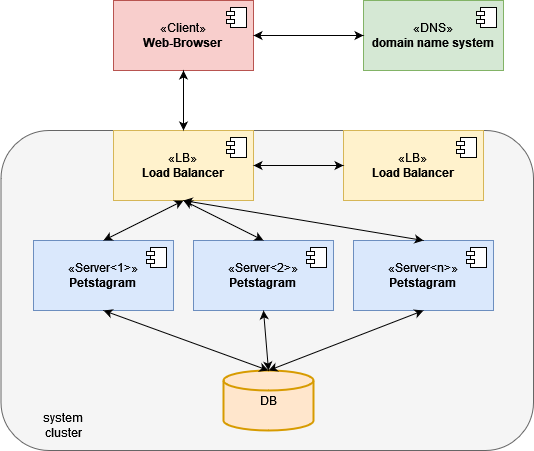 «Client»
Web-Browser
«DNS»
domain name system
«LB»
Load Balancer
«LB»
Load Balancer
«Server<1>»
Petstagram
«Server<2>»
Petstagram
«Server<n>»
Petstagram
DB
system
cluster